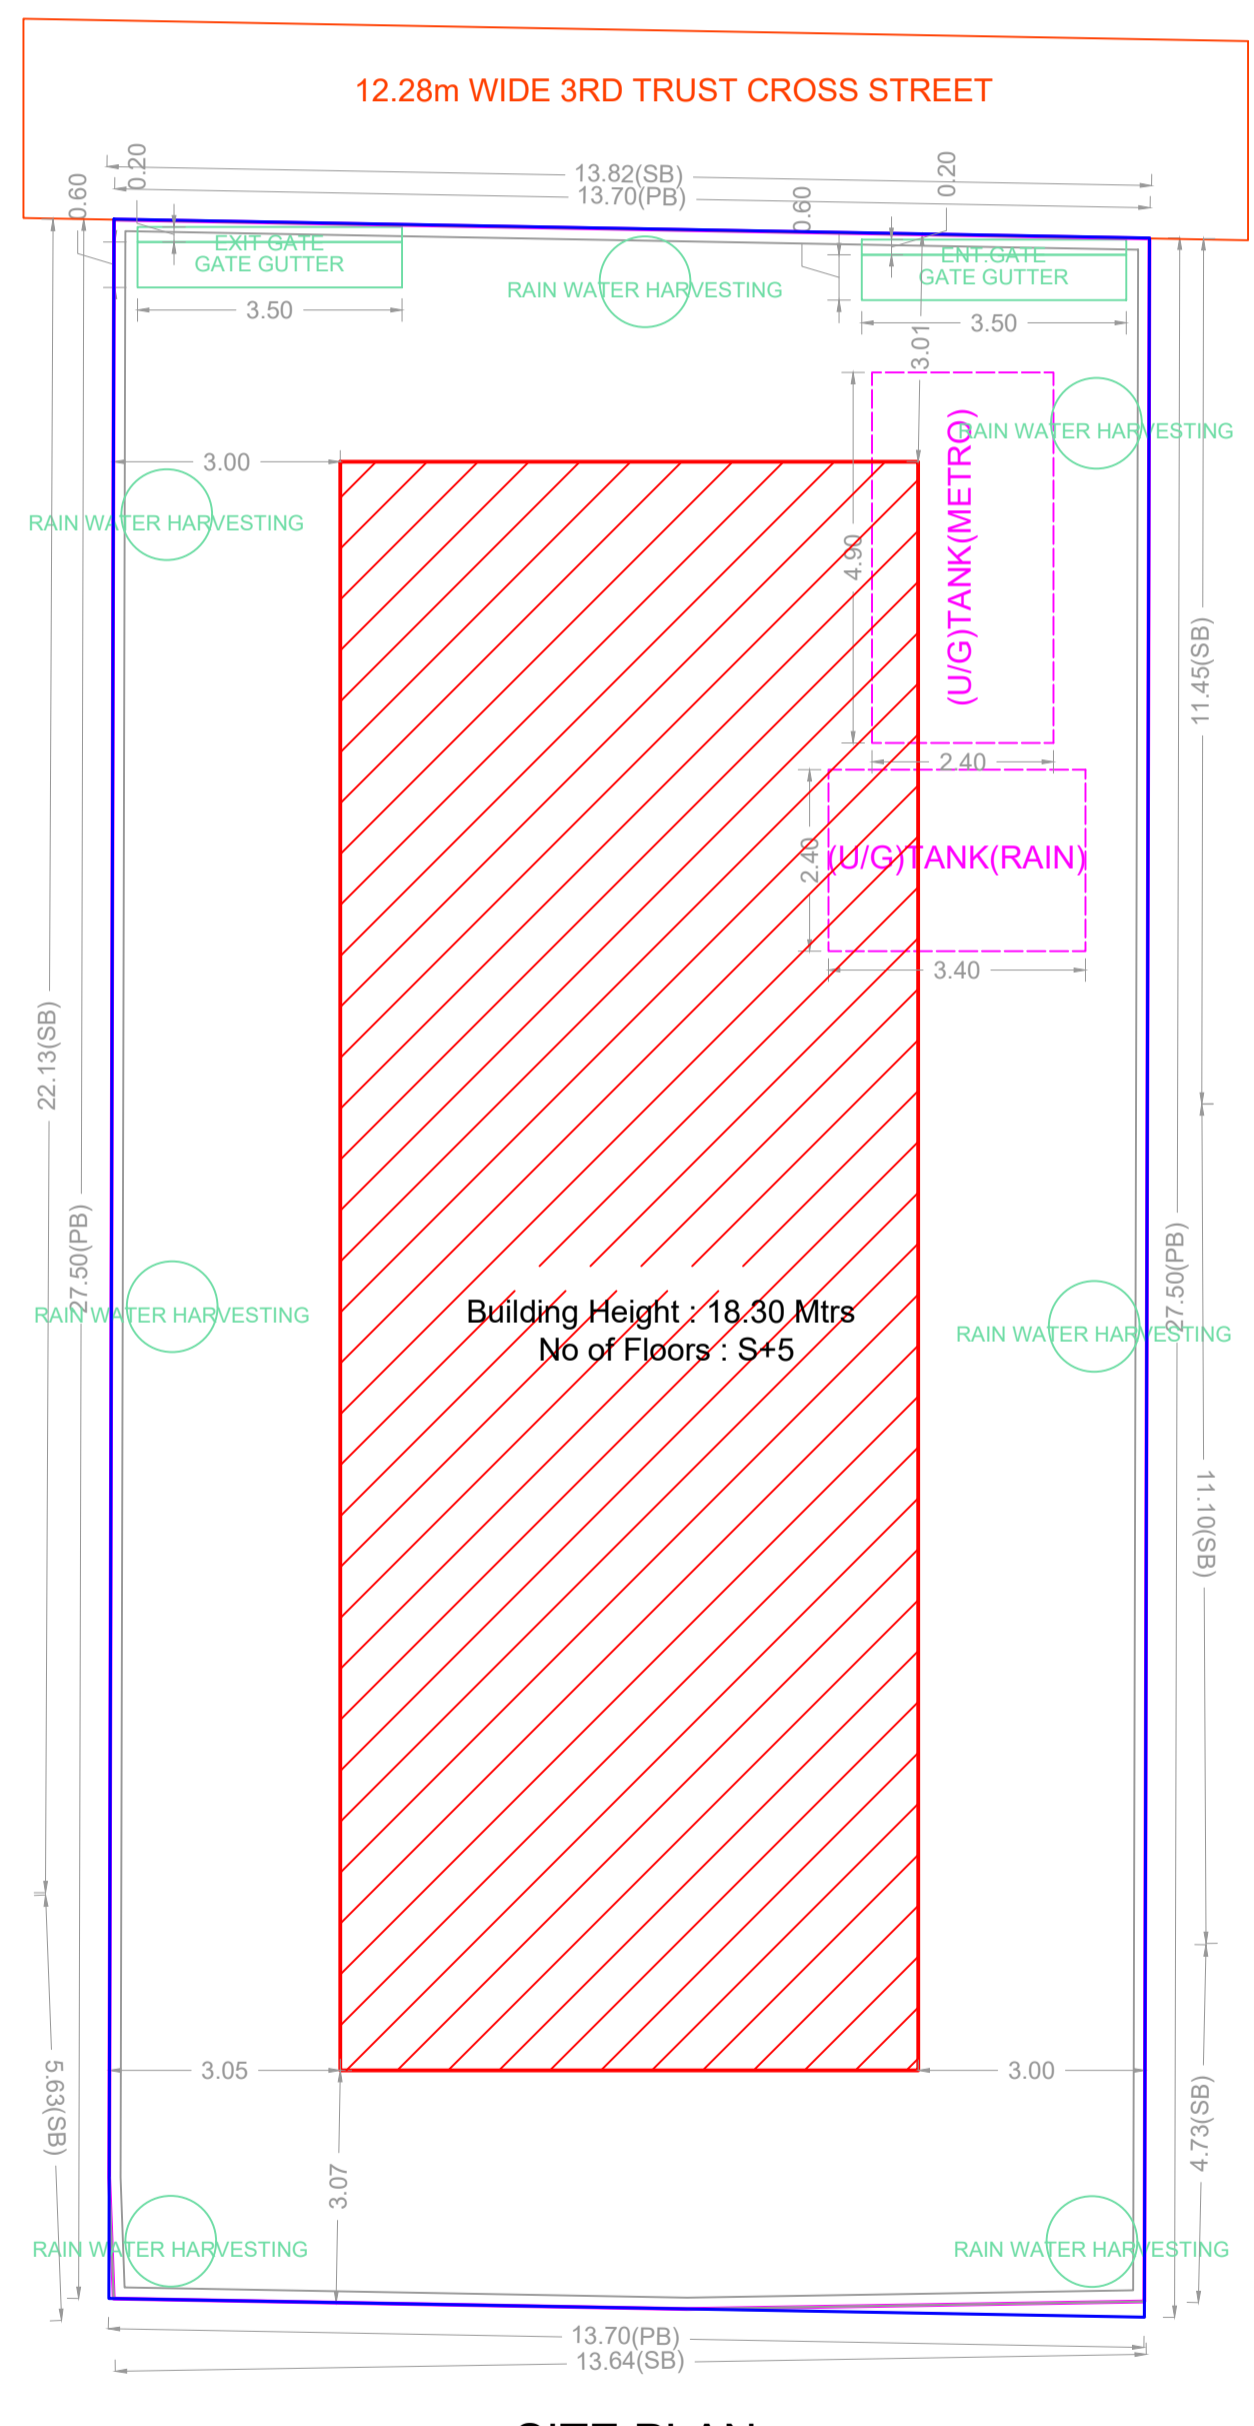 12.28m WIDE 3RD TRUST CROSS STREET
13.82(SB)
13.70(PB)
0.20
0.60
0.20
0.60
EXIT GATE
GATE GUTTER
ENT.GATE
GATE GUTTER
RAIN WATER HARVESTING
3.50
3.50
3.01
RAIN WATER HARVESTING
3.00
RAIN WATER HARVESTING
(U/G)TANK(METRO)
4.90
2.40
11.45(SB)
(U/G)TANK(RAIN)
2.40
3.40
22.13(SB)
27.50(PB)
27.50(PB)
RAIN WATER HARVESTING
Building Height : 18.30 Mtrs
No of Floors : S+5
RAIN WATER HARVESTING
11.10(SB)
3.05
3.00
5.63(SB)
4.73(SB)
3.07
RAIN WATER HARVESTING
RAIN WATER HARVESTING
13.70(PB)
13.64(SB)
SITE PLAN